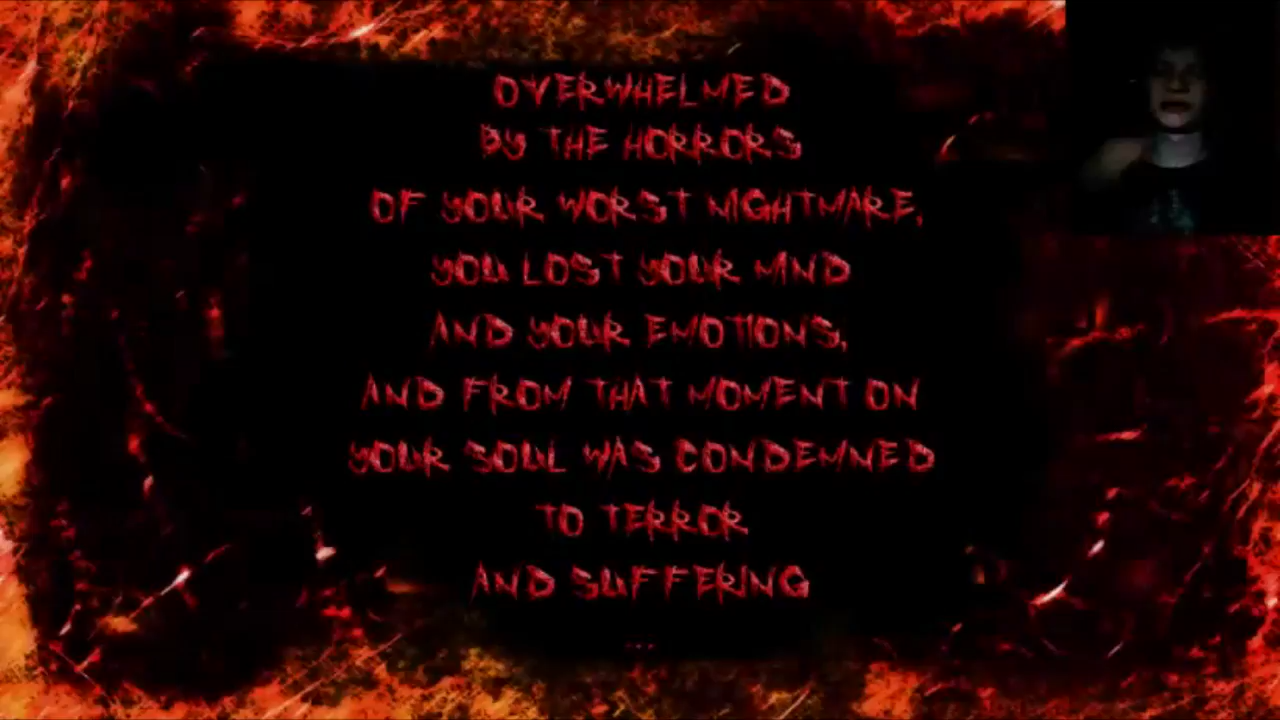 OVERWHELMED
BY THE HORRORS
OF YOUR WORST NIGHTMARE,
YOU LOST YOUR MIND
AND YOUR EMOTIONS,
AND FROM THAT MOMENT ON
YOUR SOUL WAS CONDEMNED
TO TERROR
AND SUFFERING
...